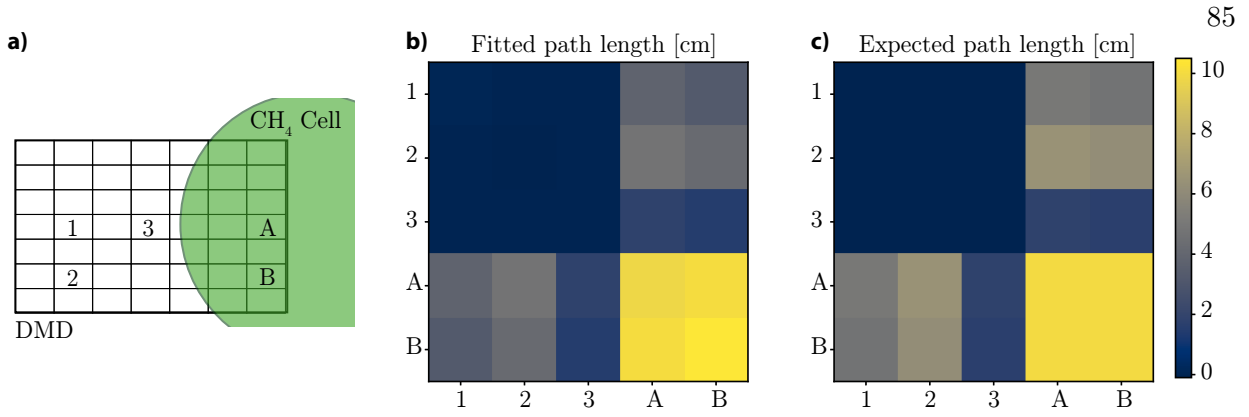 85
a)
CH₄ Cell
1 3 A
2 B
DMD
b) Fitted path length [cm]
1
2
3
A
B
1 2 3 A B
c) Expected path length [cm]
1
2
3
A
B
1 2 3 A B
10
8
6
4
2
0